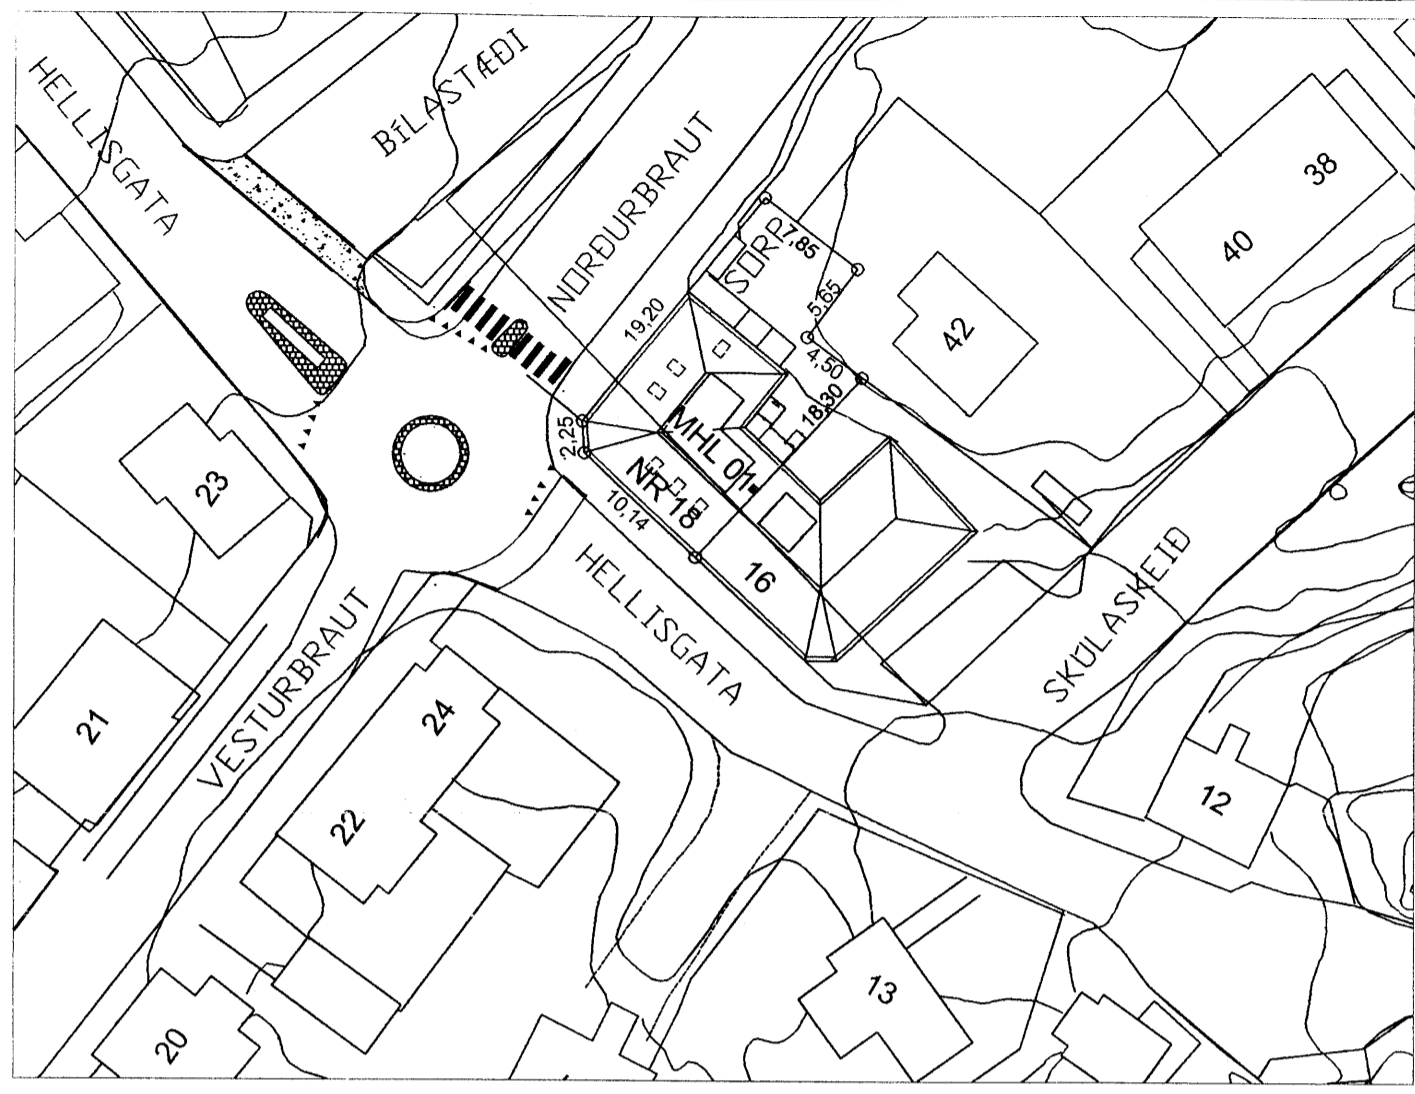 HELLISGATA
BÍLASTÆÐI
NORÐURBRAUT
38
40
SORP
7,85
5,65
42
19,20
4,50
18,30
2,25
MHL 01
NR 18
10,14
23
16
HELLISGATA
SKÚLASKEIÐ
VESTURBRAUT
21
24
22
12
13
20